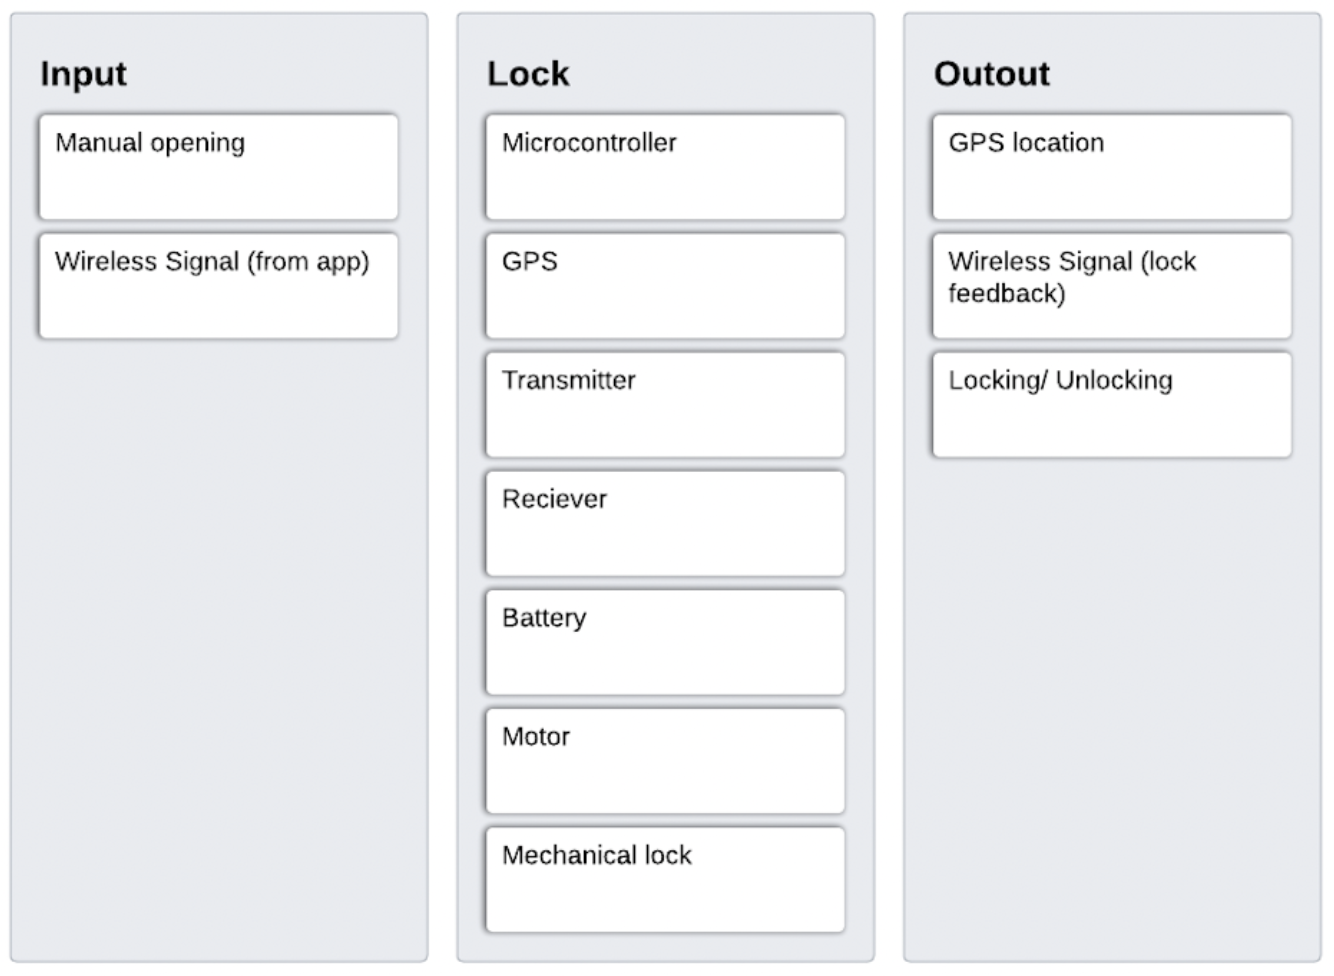 Input
Manual opening
Wireless Signal (from app)
Lock
Microcontroller
GPS
Transmitter
Reciever
Battery
Motor
Mechanical lock
Outout
GPS location
Wireless Signal (lock
feedback)
Locking/ Unlocking